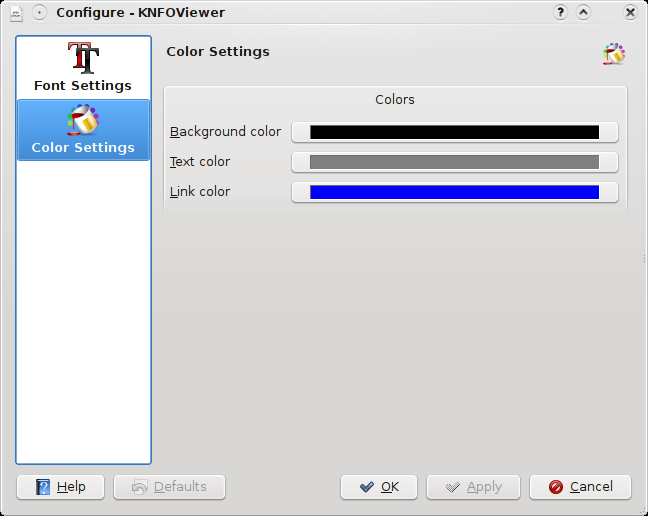 Configure - KNFOViewer
Font Settings
Color Settings
Color Settings
Colors
Background color
Text color
Link color
Help
Defaults
OK
Apply
Cancel